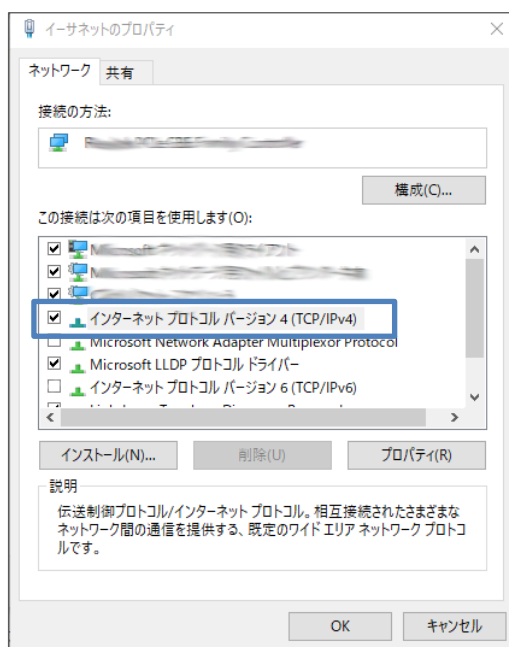 イーサネットのプロパティ
ネットワーク 共有
接続の方法:
構成(C)...
この接続は次の項目を使用します(O):
Microsoft
インターネット プロトコル バージョン 4 (TCP/IPv4)
Microsoft Network Adapter Multiplexor Protocol
Microsoft LLDP プロトコル ドライバー
インターネット プロトコル バージョン 6 (TCP/IPv6)
インストール(N)... 削除(U) プロパティ(R)
説明
伝送制御プロトコル/インターネット プロトコル。相互接続されたさまざまな
ネットワーク間の通信を提供する、既定のワイド エリア ネットワーク プロトコ
ルです。
OK キャンセル